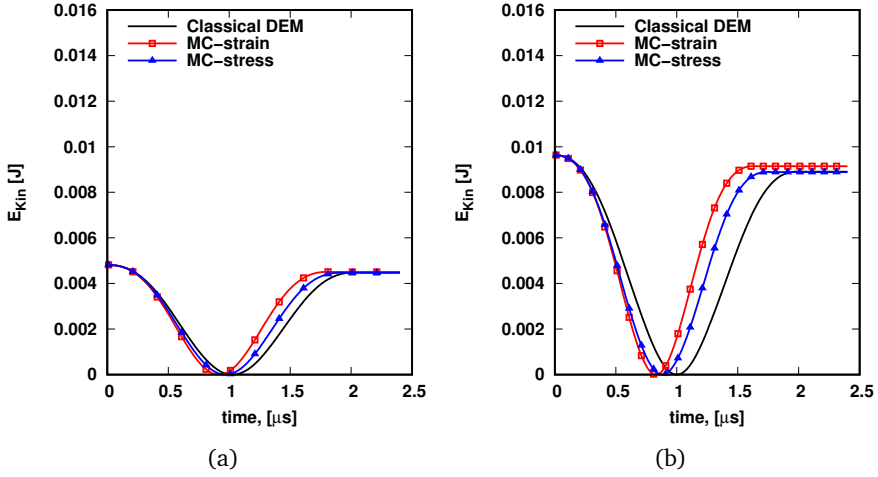 0.016
0.014
0.012
0.01
0.008
0.006
0.004
0.002
0
E_Kin [J]
Classical DEM
MC-strain
MC-stress
0 0.5 1 1.5 2 2.5
time, [μs]
(a)
0.016
0.014
0.012
0.01
0.008
0.006
0.004
0.002
0
E_Kin [J]
Classical DEM
MC-strain
MC-stress
0 0.5 1 1.5 2 2.5
time, [μs]
(b)